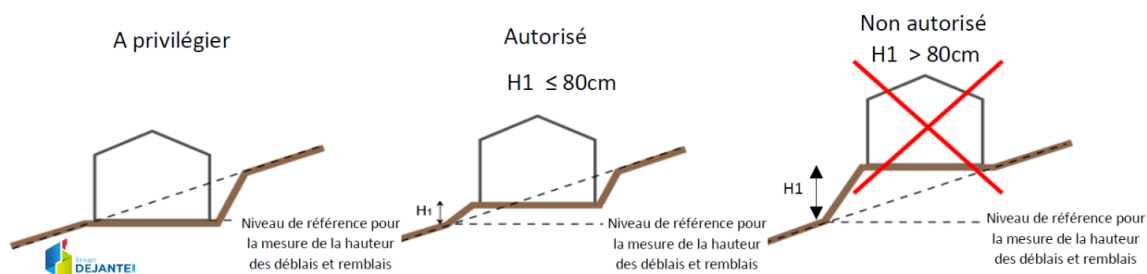 A privilégier
Niveau de référence pour
la mesure de la hauteur
des déblais et remblais
Groupe
DEJANTE
Autorisé
H1 ≤ 80cm
H1
Niveau de référence pour
la mesure de la hauteur
des déblais et remblais
Non autorisé
H1 > 80cm
H1
Niveau de référence pour
la mesure de la hauteur
des déblais et remblais